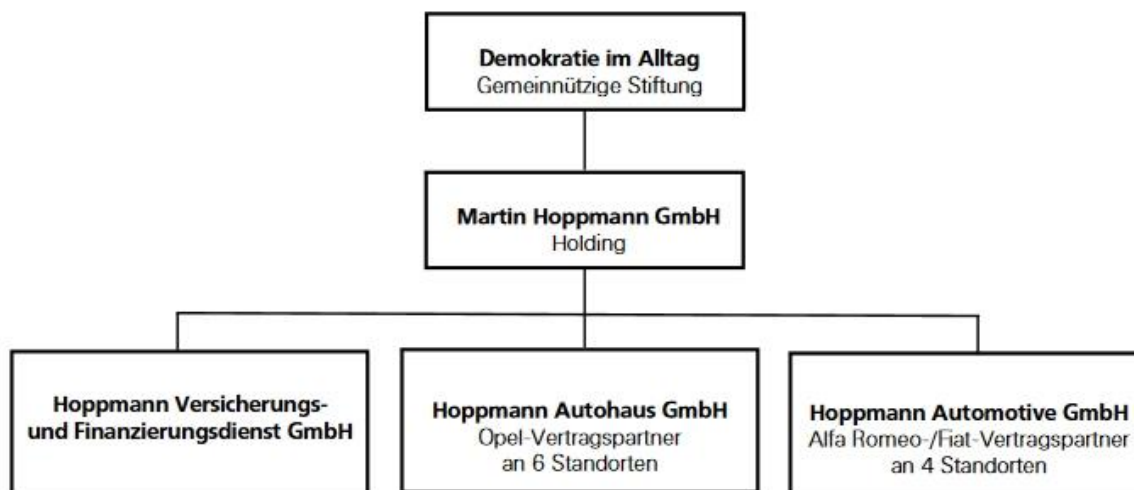 Demokratie im Alltag
Gemeinnützige Stiftung
Martin Hoppmann GmbH
Holding
Hoppmann Versicherungs-
und Finanzierungsdienst GmbH
Hoppmann Autohaus GmbH
Opel-Vertragspartner
an 6 Standorten
Hoppmann Automotive GmbH
Alfa Romeo-/Fiat-Vertragspartner
an 4 Standorten